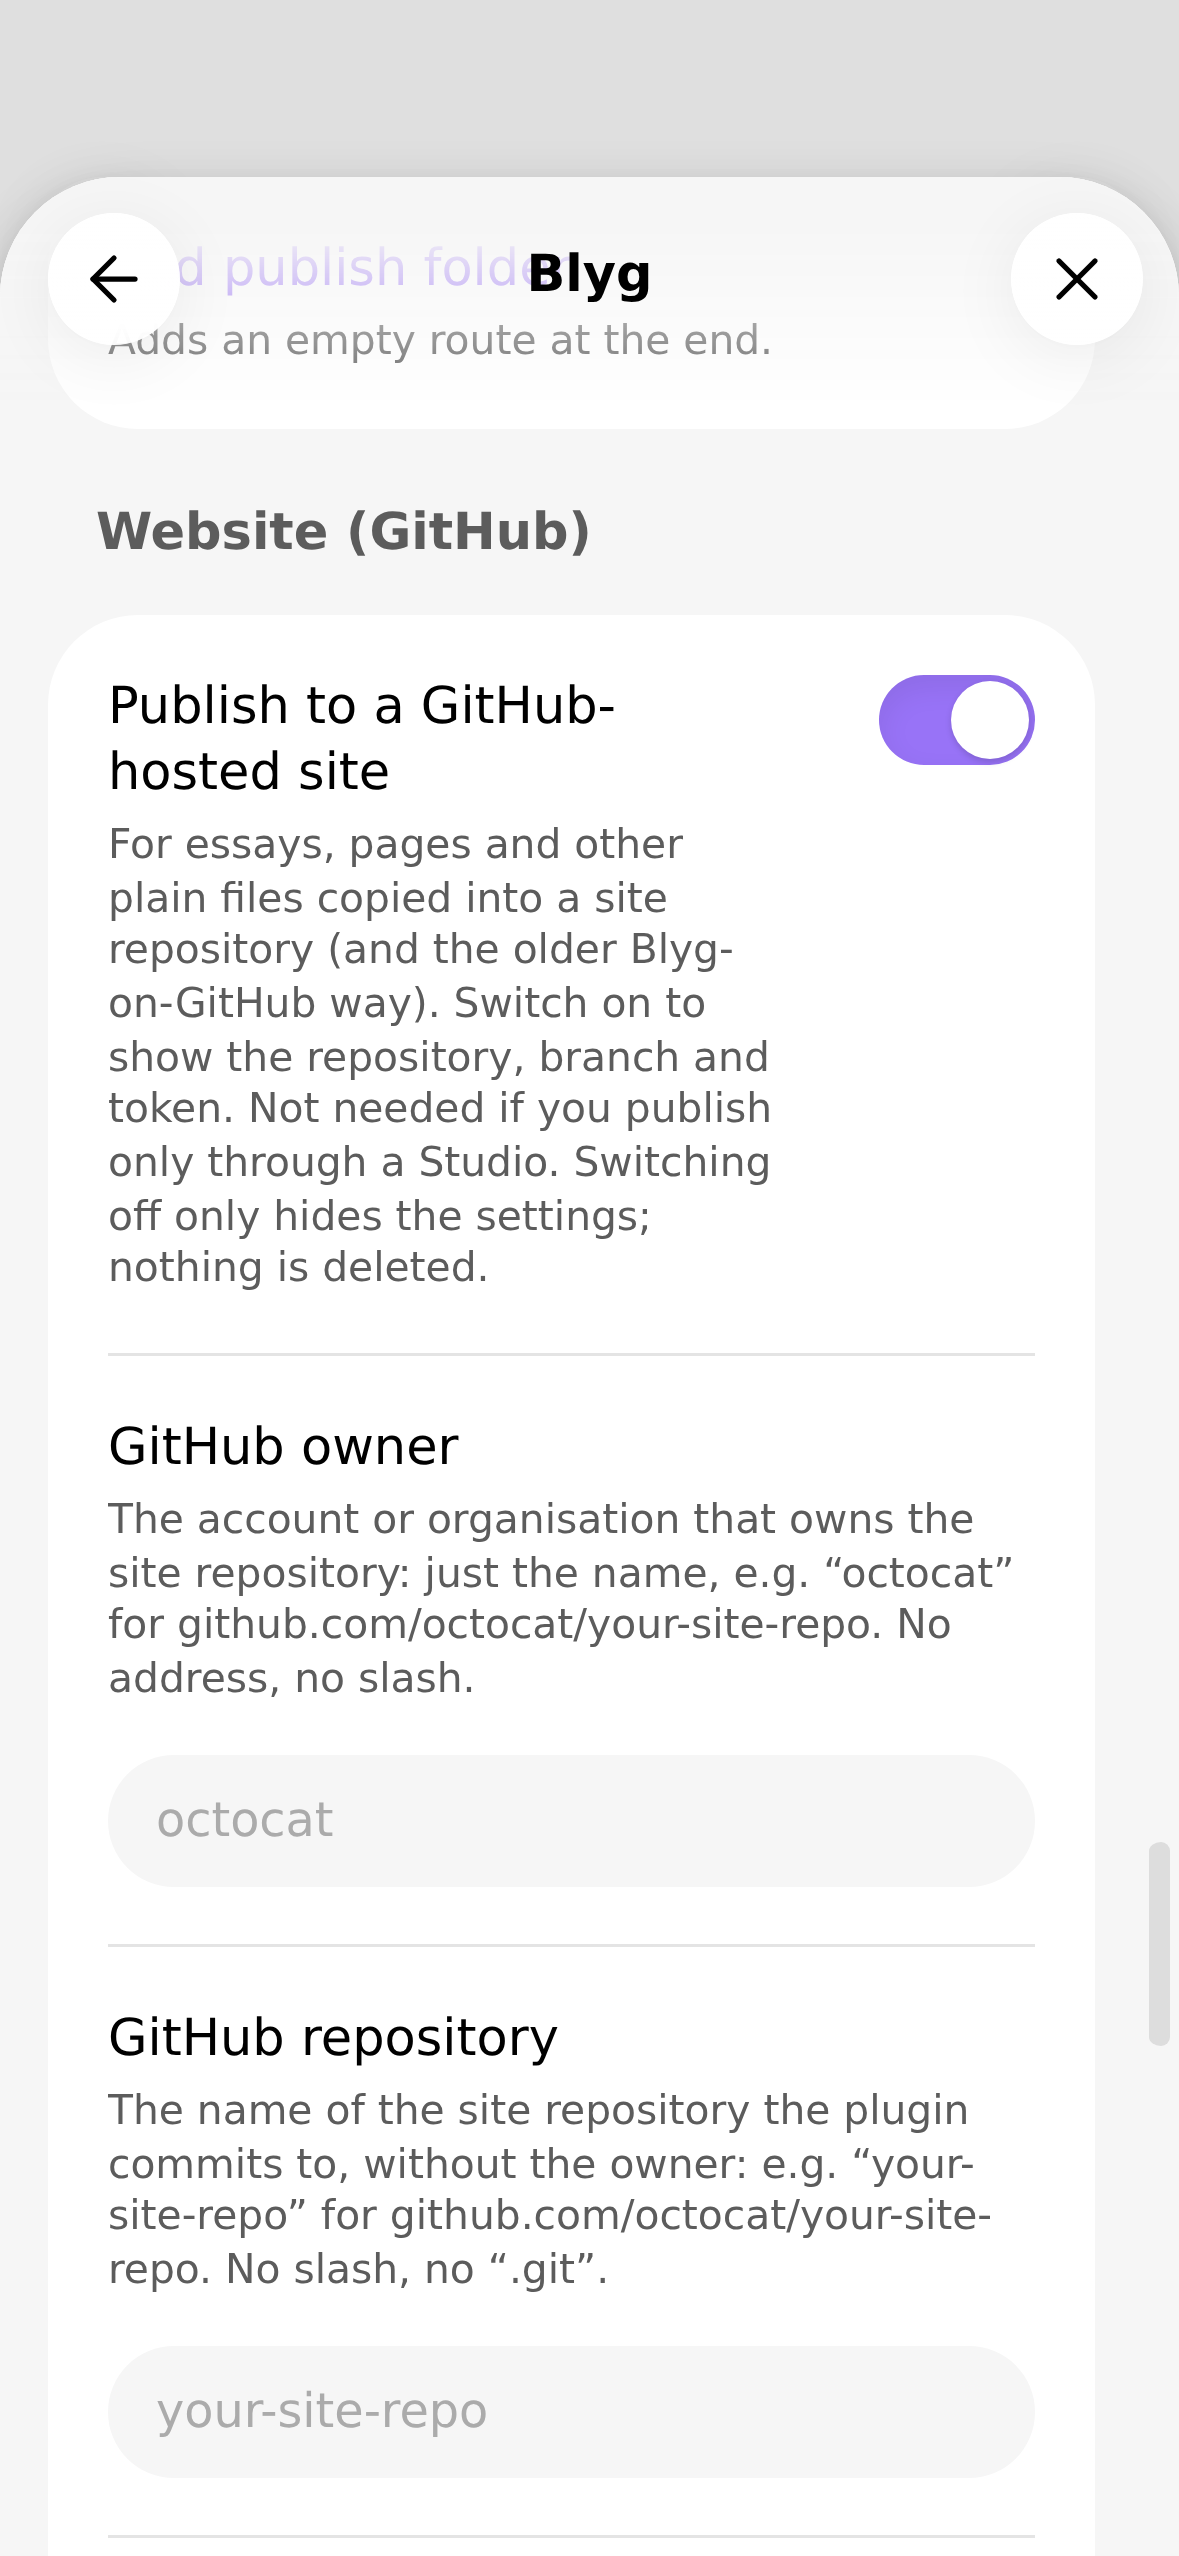 d publish folde
Blyg
Adds an empty route at the end.
Website (GitHub)
Publish to a GitHub-
hosted site
For essays, pages and other
plain files copied into a site
repository (and the older Blyg-
on-GitHub way). Switch on to
show the repository, branch and
token. Not needed if you publish
only through a Studio. Switching
off only hides the settings;
nothing is deleted.
GitHub owner
The account or organisation that owns the
site repository: just the name, e.g. “octocat”
for github.com/octocat/your-site-repo. No
address, no slash.
octocat
GitHub repository
The name of the site repository the plugin
commits to, without the owner: e.g. “your-
site-repo” for github.com/octocat/your-site-
repo. No slash, no “.git”.
your-site-repo